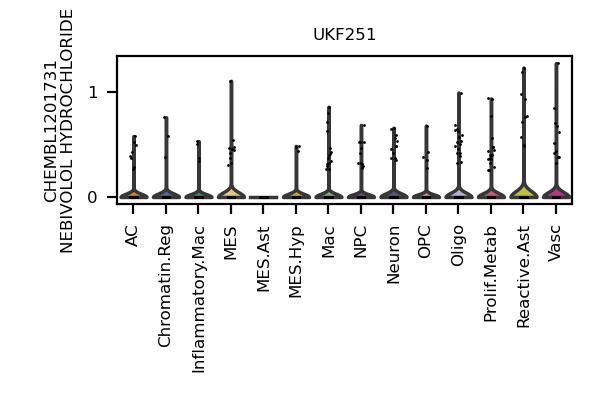 UKF251
CHEMBL1201731
NEBIVOLOL HYDROCHLORIDE
1
0
AC
Chromatin.Reg
Inflammatory.Mac
MES
MES.Ast
MES.Hyp
Mac
NPC
Neuron
OPC
Oligo
Prolif.Metab
Reactive.Ast
Vasc